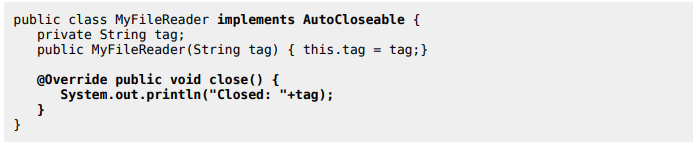 public class MyFileReader implements AutoCloseable {
   private String tag;
   public MyFileReader(String tag) { this.tag = tag;}

   @Override public void close() {
      System.out.println("Closed: "+tag);
   }
}